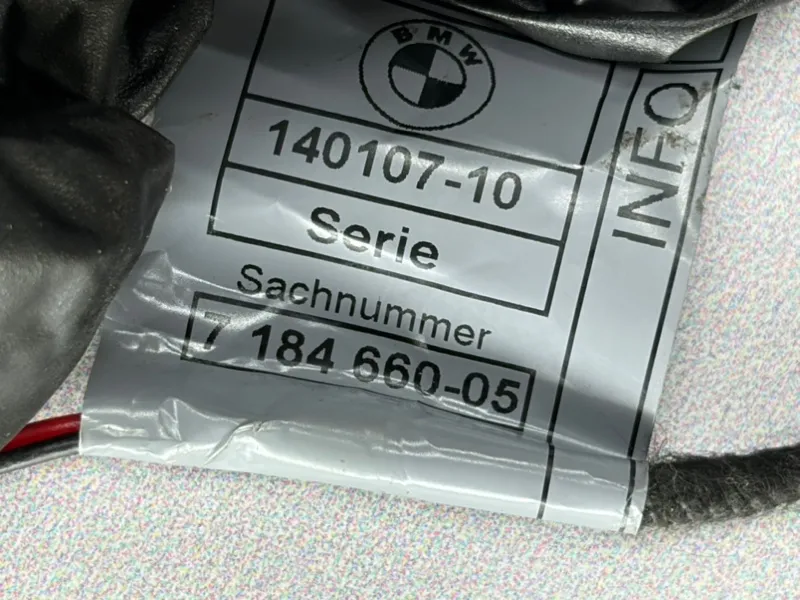 BMW
140107-10
Serie
Sachnummer
7 184 660-05
INFO